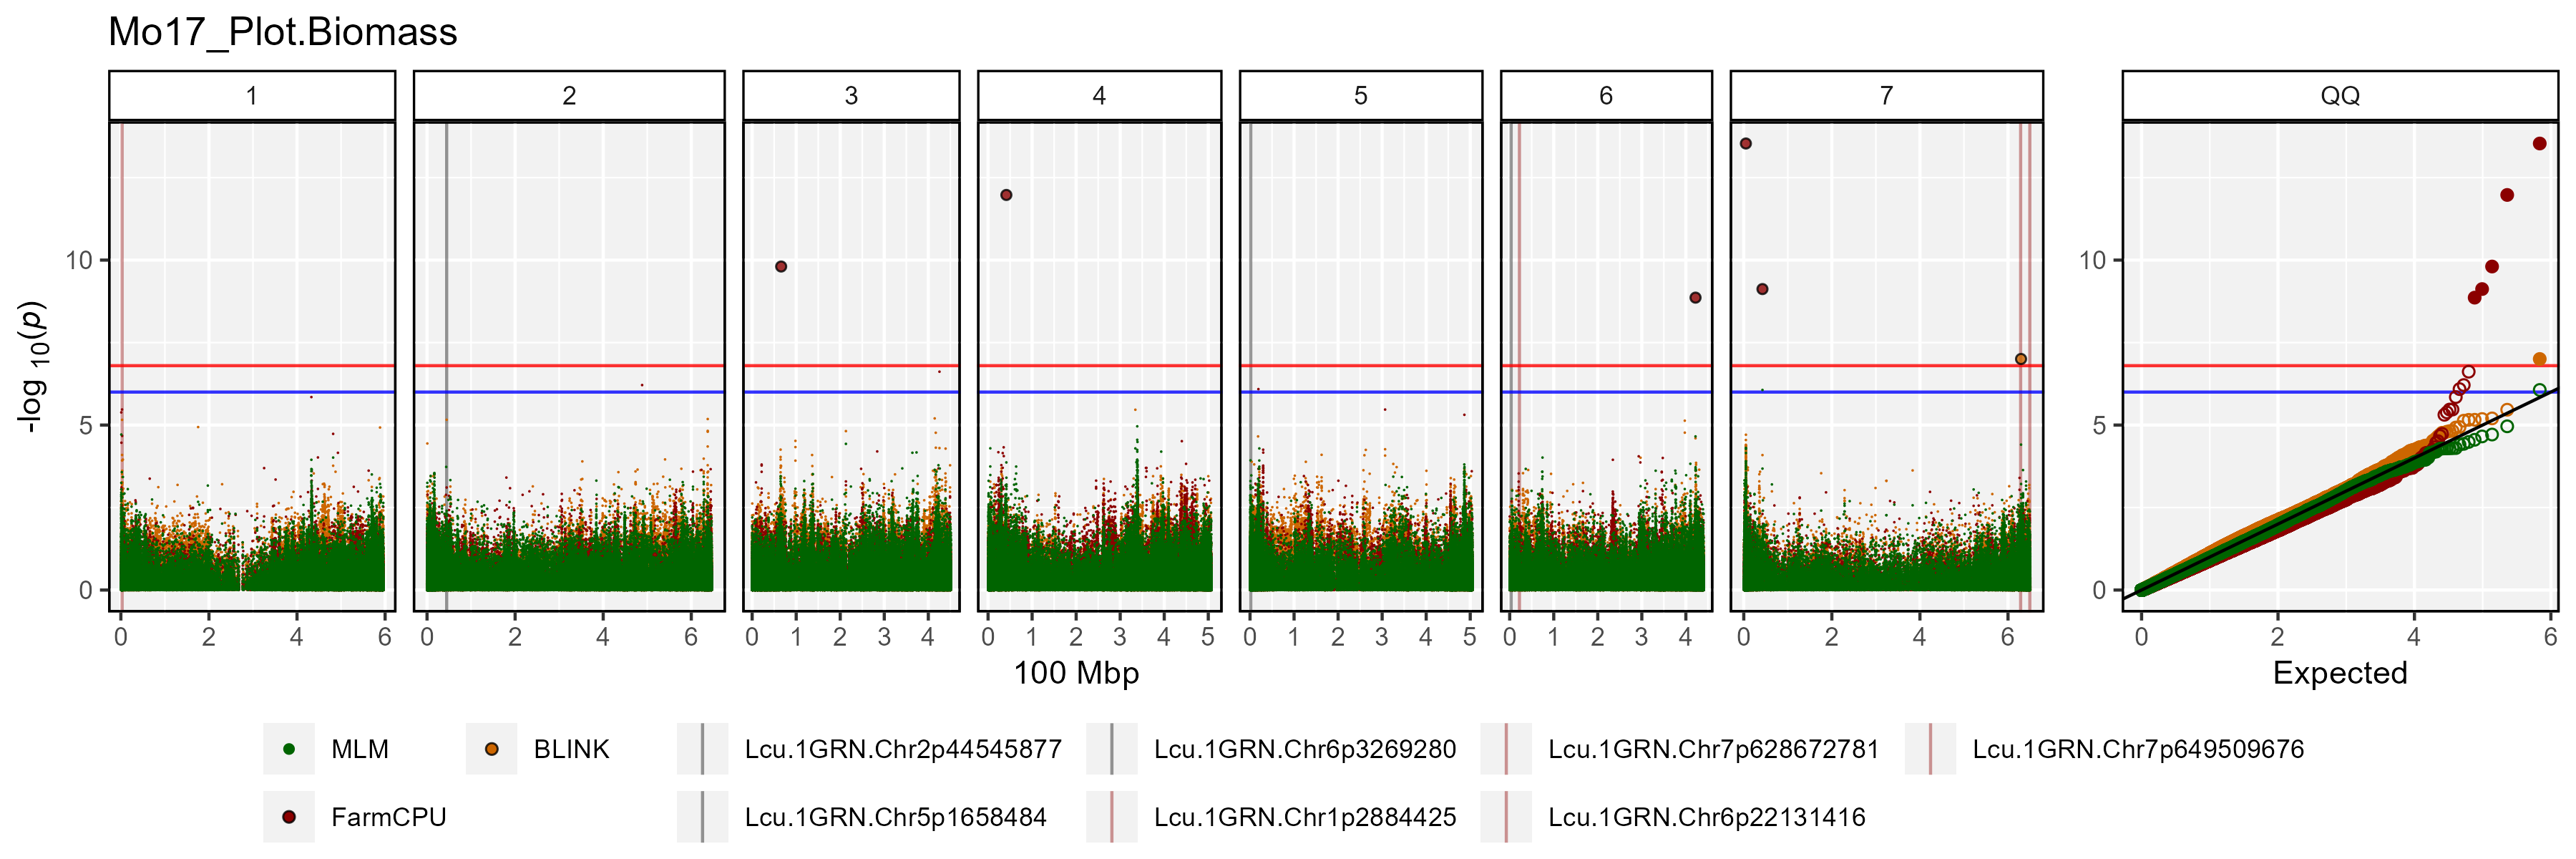 Mo17_Plot.Biomass
1 2 3 4 5 6 7 QQ
-log 10(p)
10 10
5 5
0 0
0 2 4 6 0 2 4 6 0 1 2 3 4 0 1 2 3 4 5 0 1 2 3 4 5 0 1 2 3 4 0 2 4 6 0 2 4 6
100 Mbp Expected
MLM BLINK Lcu.1GRN.Chr2p44545877 Lcu.1GRN.Chr6p3269280 Lcu.1GRN.Chr7p628672781 Lcu.1GRN.Chr7p649509676
FarmCPU Lcu.1GRN.Chr5p1658484 Lcu.1GRN.Chr1p2884425 Lcu.1GRN.Chr6p22131416